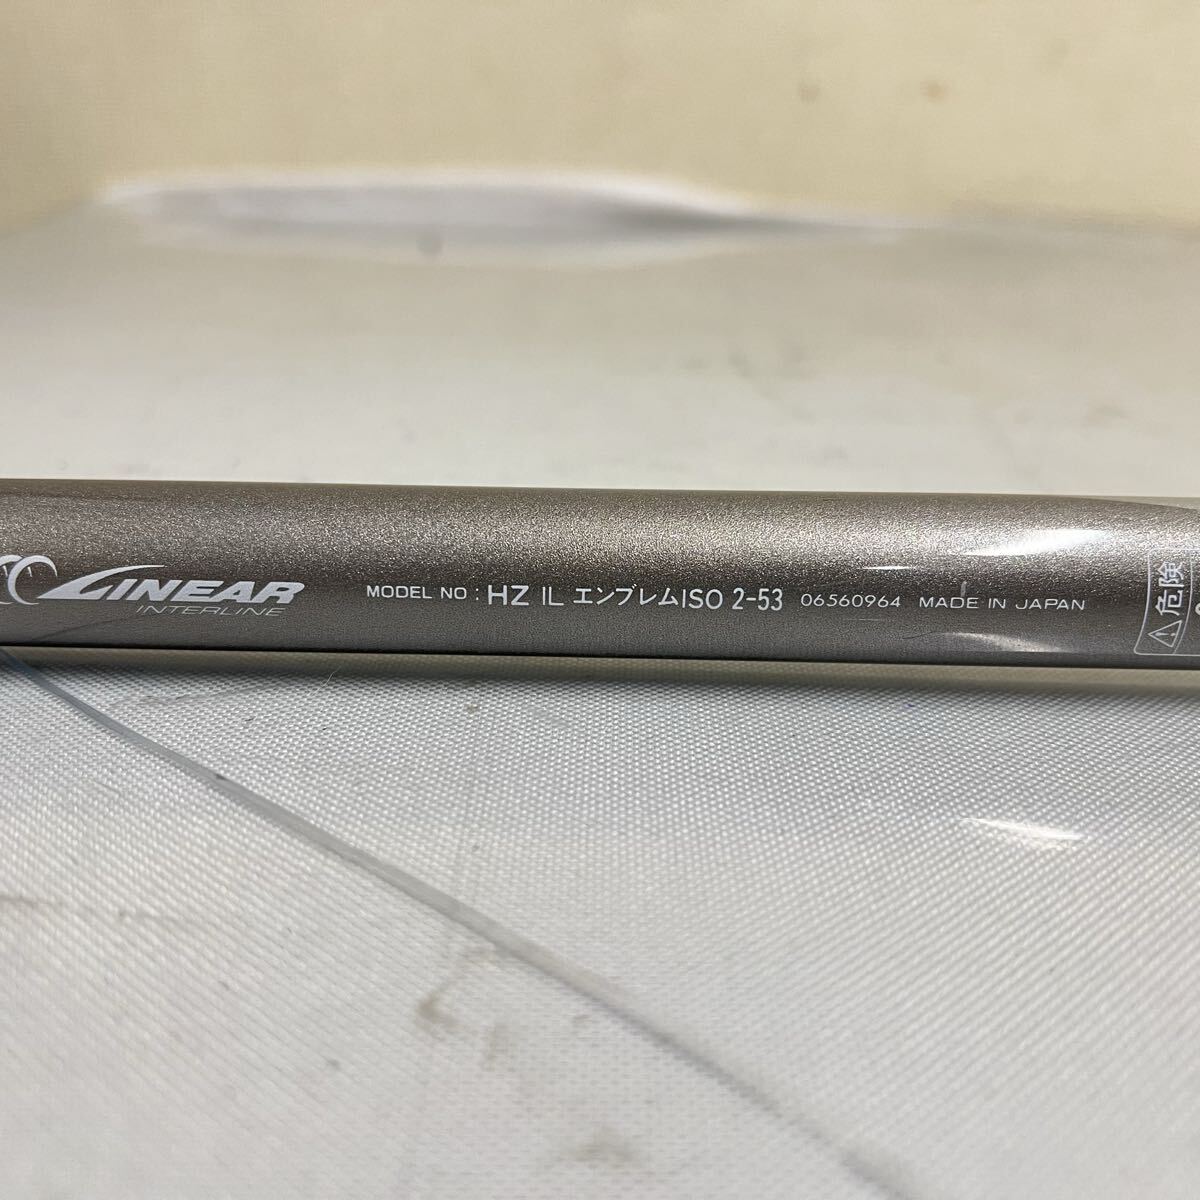 LINEAR
INTERLINE
MODEL NO : HZ IL エンブレムISO 2-53 06560964 MADE IN JAPAN
⚠危険